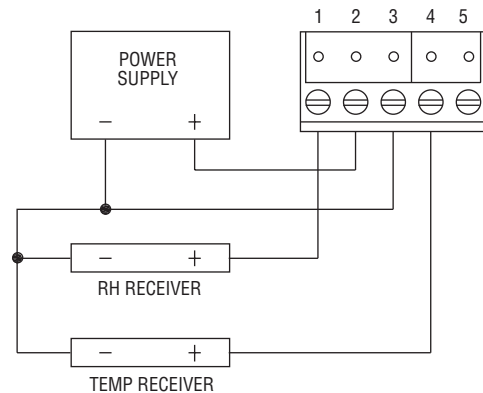 1 2 3 4 5
POWER
SUPPLY
– +
– +
RH RECEIVER
– +
TEMP RECEIVER